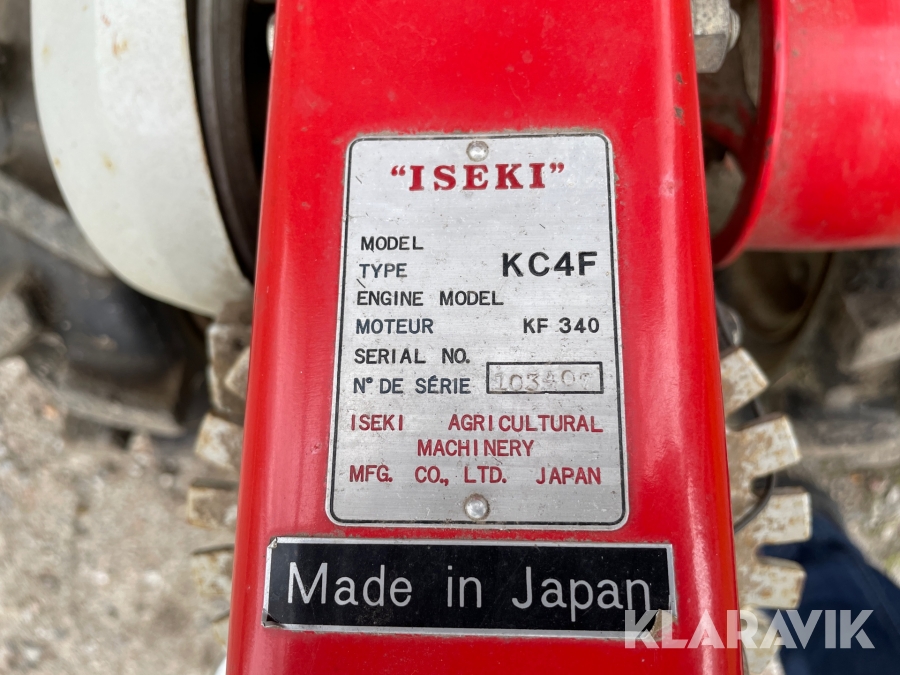 "ISEKI"
MODEL
TYPE KC4F
ENGINE MODEL
MOTEUR KF 340
SERIAL NO.
N° DE SÉRIE
ISEKI AGRICULTURAL
MACHINERY
MFG. CO., LTD. JAPAN
Made in Japan
KLARAVIK